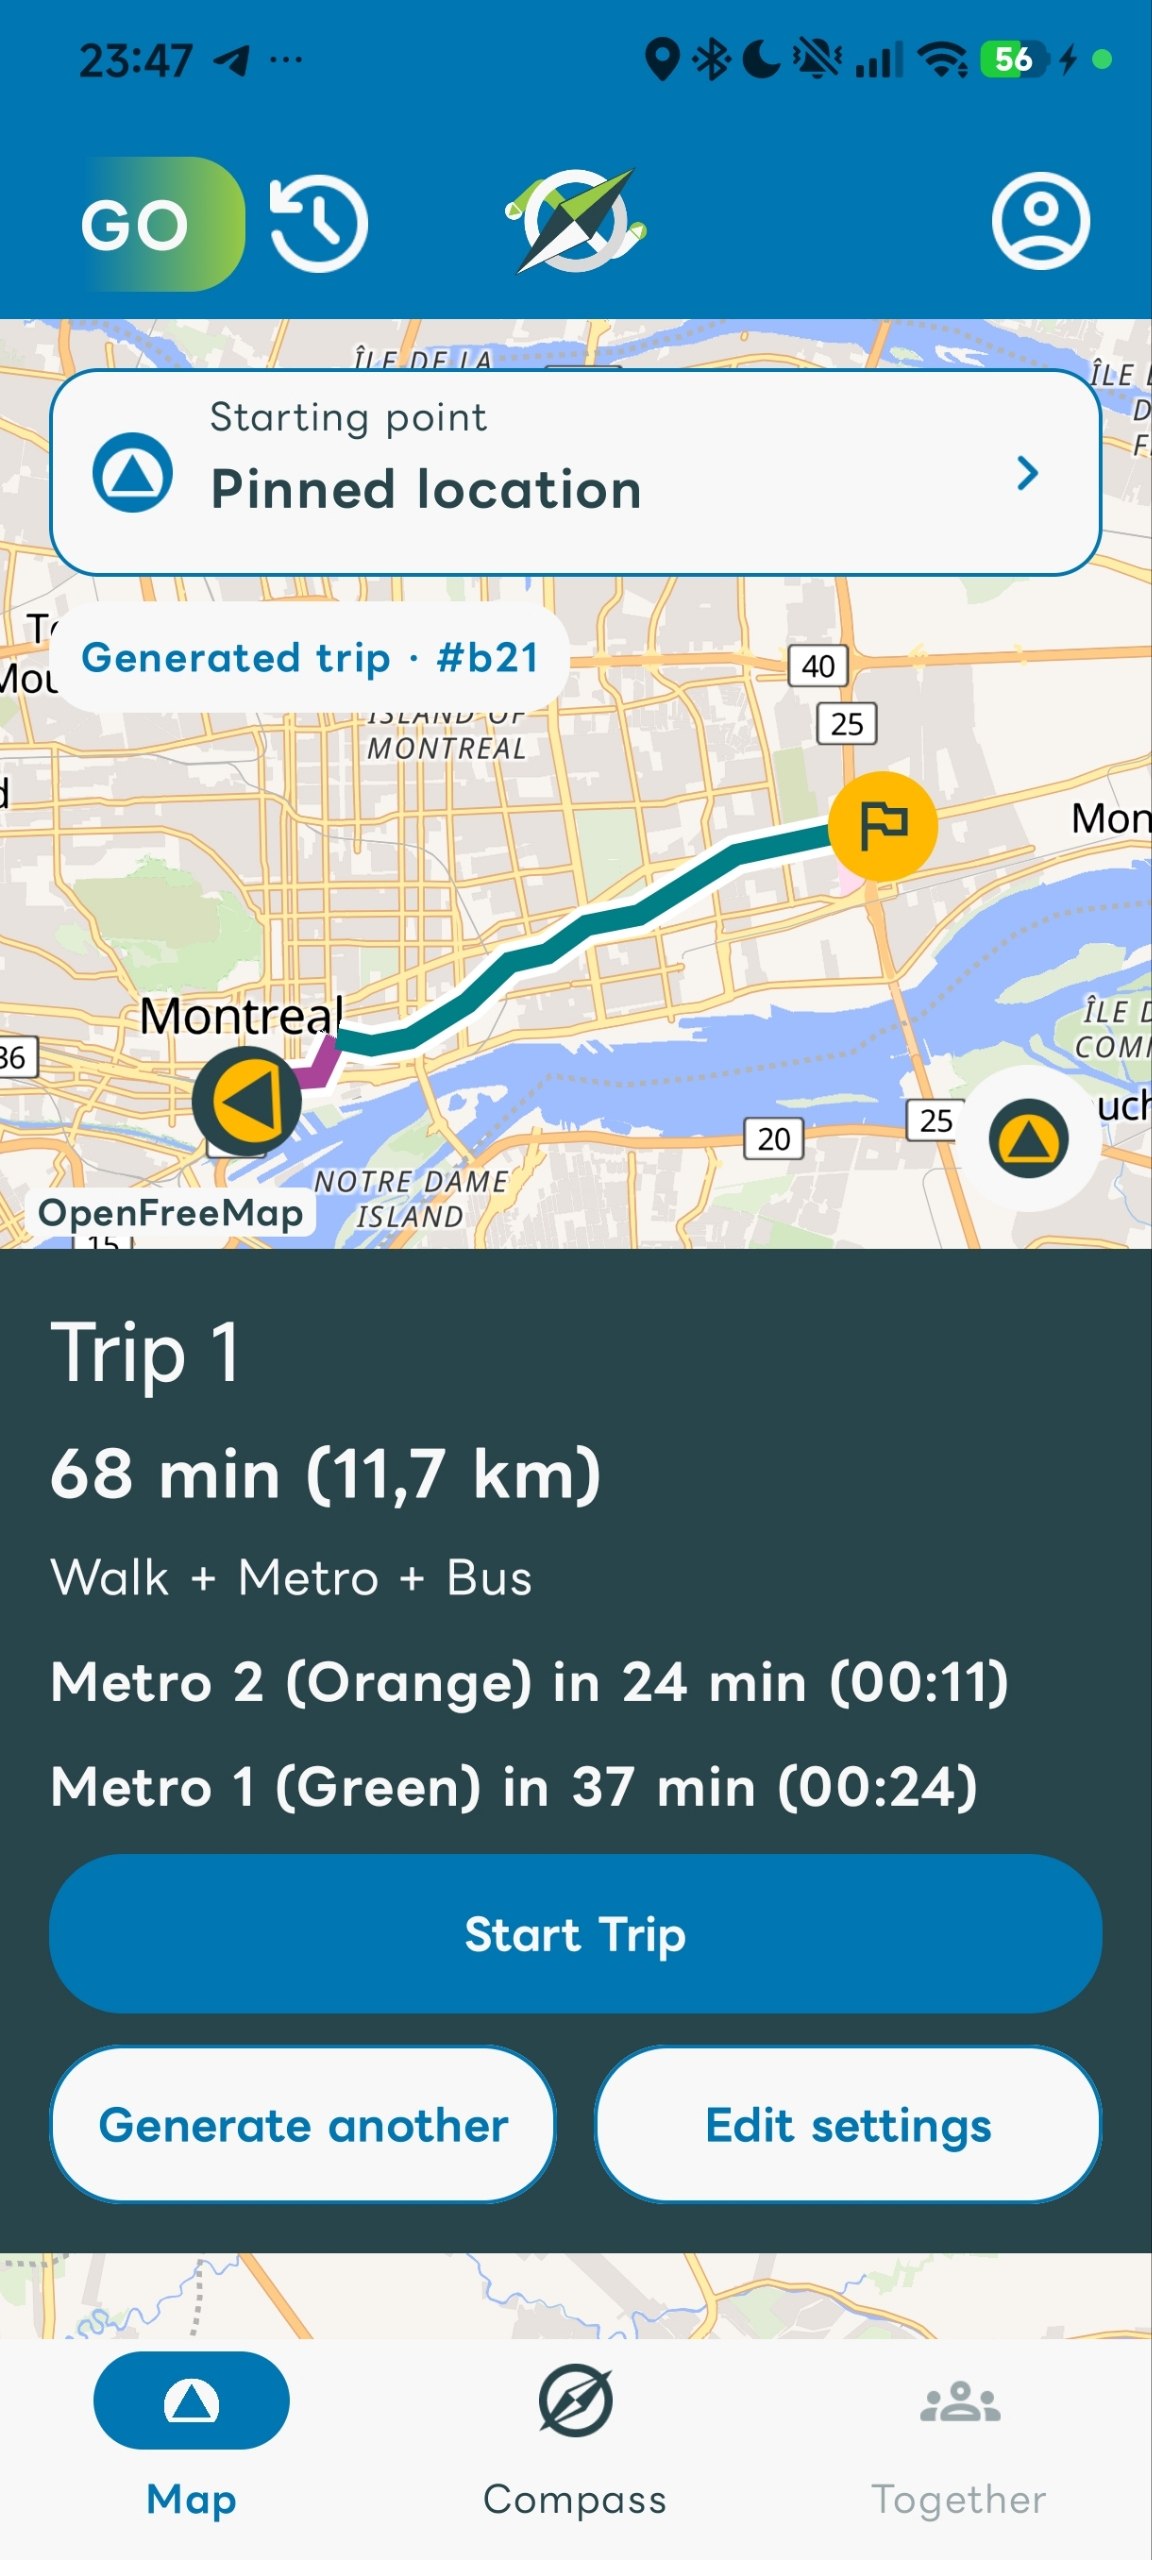 23:47
56
GO
ÎLE DE LA
Starting point
Pinned location
Generated trip · #b21
40
25
ISLAND OF
MONTREAL
Montreal
20
25
NOTRE DAME
ISLAND
OpenFreeMap
15
Trip 1
68 min (11,7 km)
Walk + Metro + Bus
Metro 2 (Orange) in 24 min (00:11)
Metro 1 (Green) in 37 min (00:24)
Start Trip
Generate another
Edit settings
Map
Compass
Together